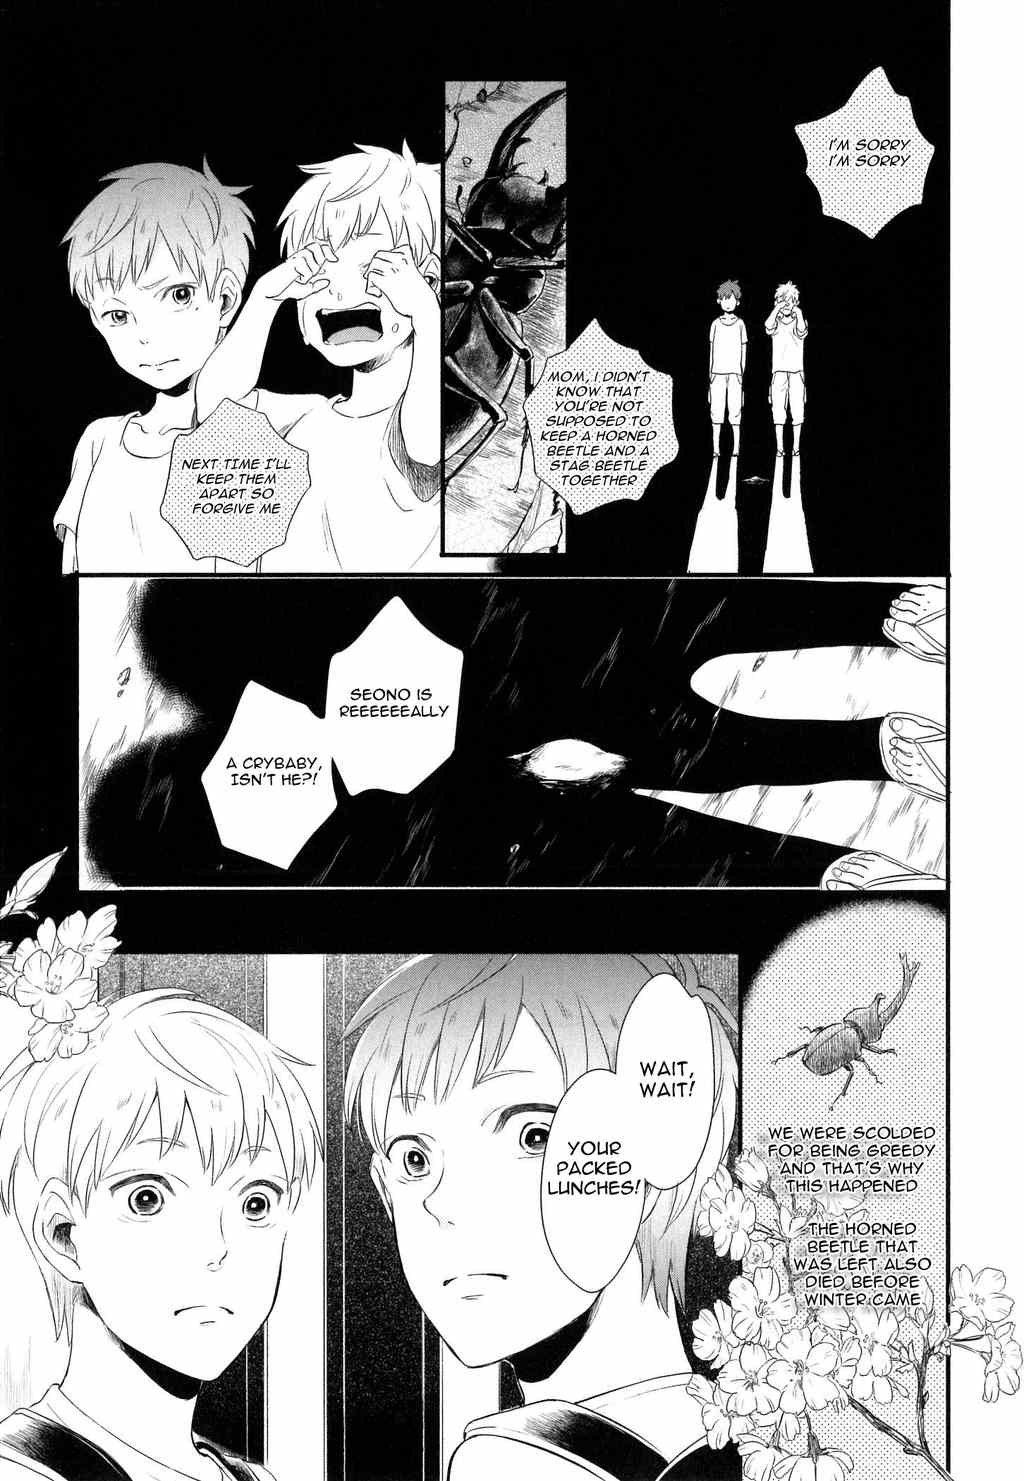 I'M SORRY
I'M SORRY
MOM, I DIDN'T
KNOW THAT
YOU'RE NOT
SUPPOSED TO
KEEP A HORNED
BEETLE AND A
STAG BEETLE
TOGETHER
NEXT TIME I'LL
KEEP THEM
APART SO
FORGIVE ME
SEONO IS
REEEEEEALLY
A CRYBABY,
ISN'T HE?!
WE WERE SCOLDED
FOR BEING GREEDY
AND THAT'S WHY
THIS HAPPENED
THE HORNED
BEETLE THAT
WAS LEFT ALSO
DIED BEFORE
WINTER CAME
WAIT,
WAIT!
YOUR
PACKED
LUNCHES!